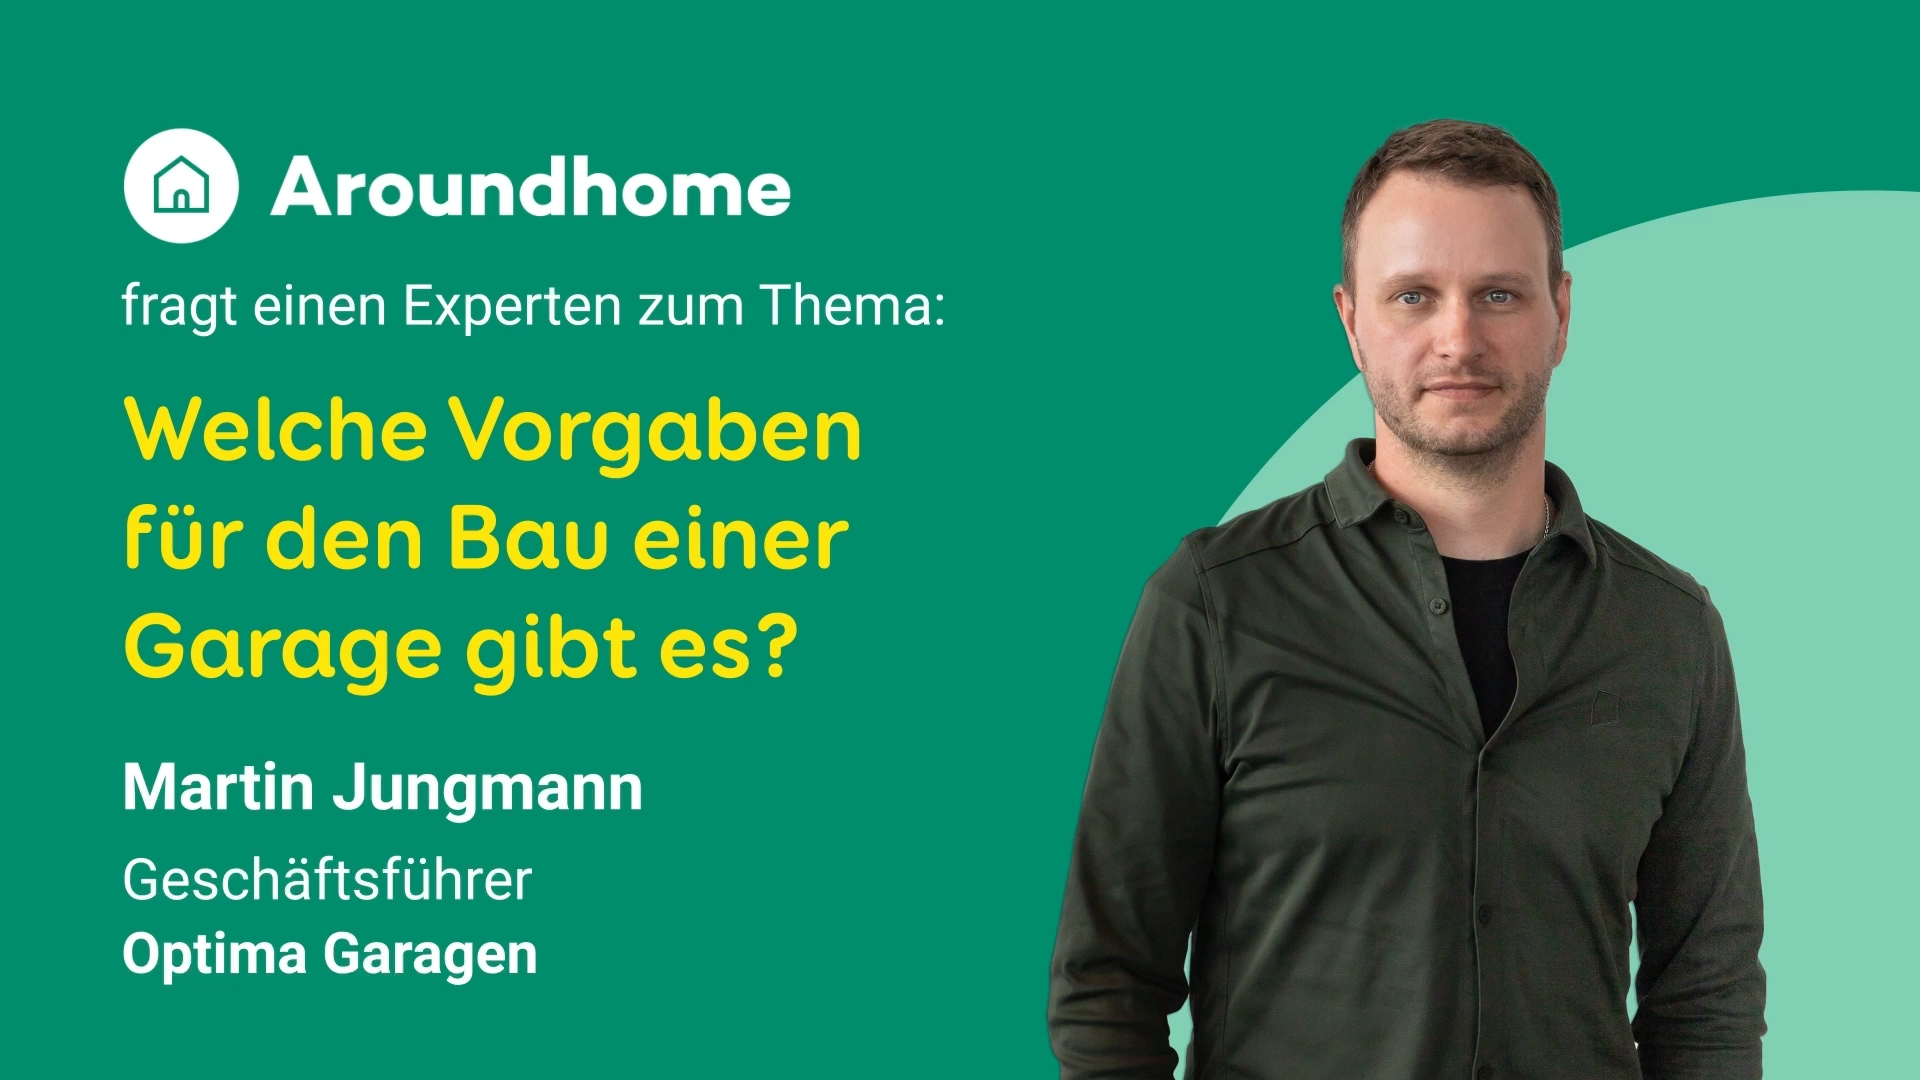 Aroundhome
fragt einen Experten zum Thema:
Welche Vorgaben
für den Bau einer
Garage gibt es?
Martin Jungmann
Geschäftsführer
Optima Garagen